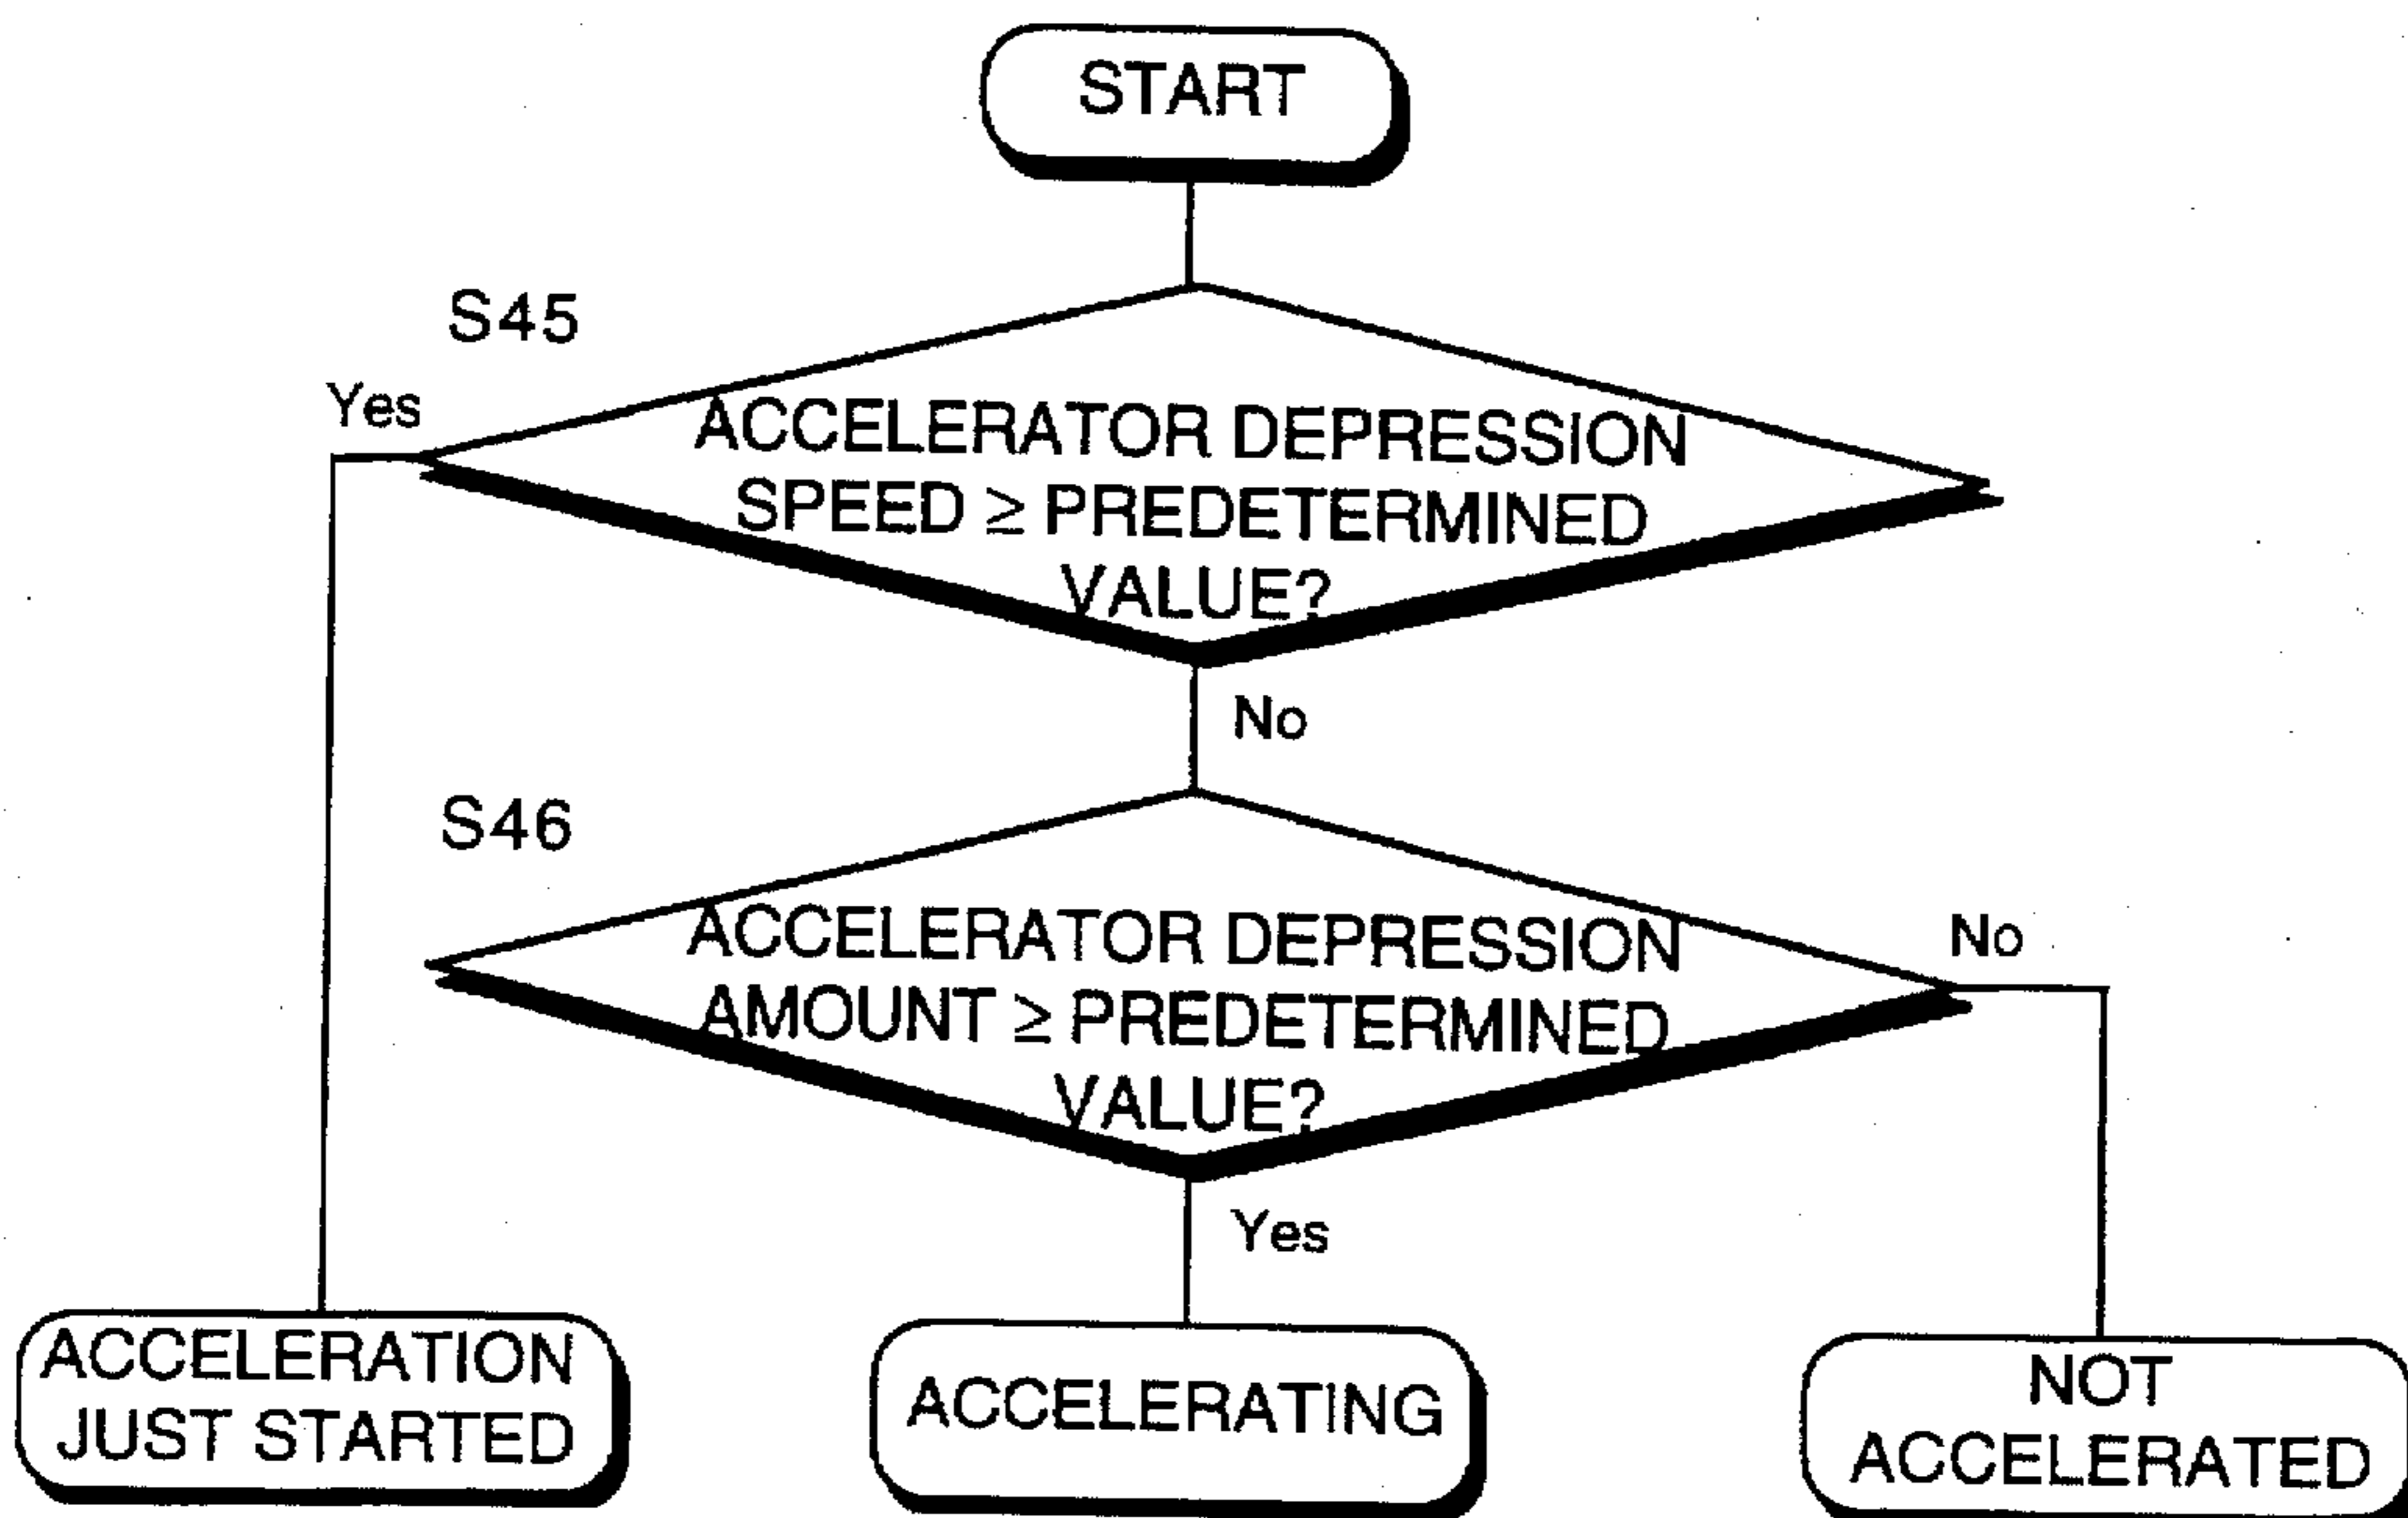 START
S45
Yes
ACCELERATOR DEPRESSION
SPEED ≥ PREDETERMINED
VALUE?
No
S46
ACCELERATOR DEPRESSION
AMOUNT ≥ PREDETERMINED
VALUE?
No
Yes
ACCELERATION
JUST STARTED
ACCELERATING
NOT
ACCELERATED